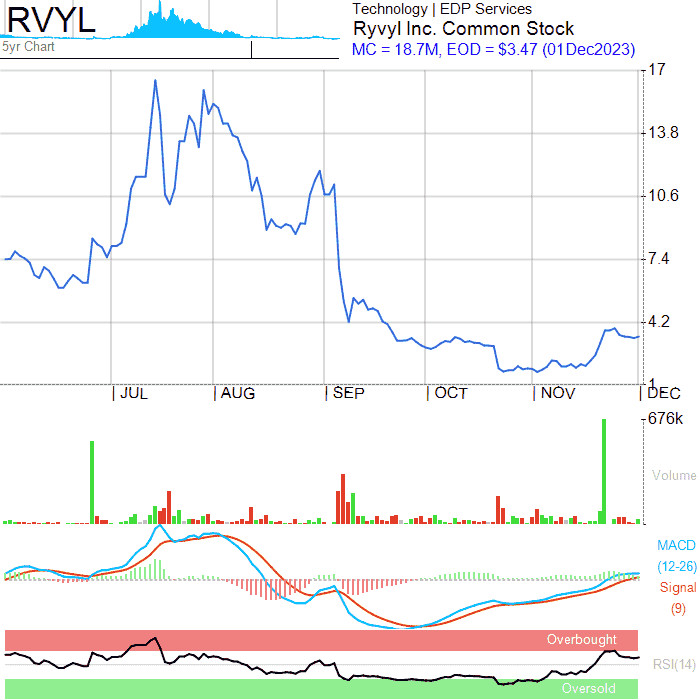 RVYL
5yr Chart
Technology | EDP Services
Ryvyl Inc. Common Stock
MC = 18.7M, EOD = $3.47 (01Dec2023)
17
13.8
10.6
7.4
4.2
1
JUL AUG SEP OCT NOV DEC
676k
Volume
MACD
(12-26)
Signal
(9)
Overbought
RSI(14)
Oversold